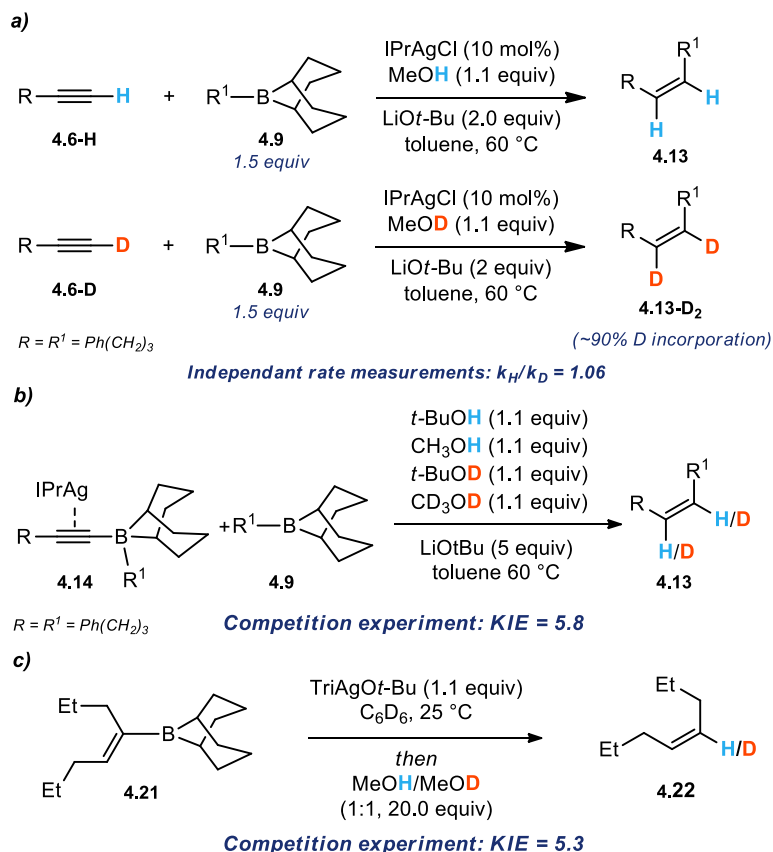 a)
IPrAgCl (10 mol%)
MeOH (1.1 equiv)
R H + R¹ B
LiOt-Bu (2.0 equiv)
toluene, 60 °C
R R¹ H H
4.6-H 4.9 4.13
1.5 equiv
IPrAgCl (10 mol%)
MeOD (1.1 equiv)
R D + R¹ B
LiOt-Bu (2 equiv)
toluene, 60 °C
R R¹ D D
4.6-D 4.9 4.13-D₂
1.5 equiv
R = R¹ = Ph(CH₂)₃ (~90% D incorporation)
Independant rate measurements: kH/kD = 1.06
b)
t-BuOH (1.1 equiv)
CH₃OH (1.1 equiv)
t-BuOD (1.1 equiv)
CD₃OD (1.1 equiv)
IPrAg
R B R¹ + R¹ B
LiOtBu (5 equiv)
toluene 60 °C
R R¹ H/D H/D
4.14 4.9 4.13
R = R¹ = Ph(CH₂)₃ Competition experiment: KIE = 5.8
c)
TriAgOt-Bu (1.1 equiv)
C₆D₆, 25 °C
Et B Et
then
MeOH/MeOD
(1:1, 20.0 equiv)
Et Et H/D
4.21 4.22
Competition experiment: KIE = 5.3